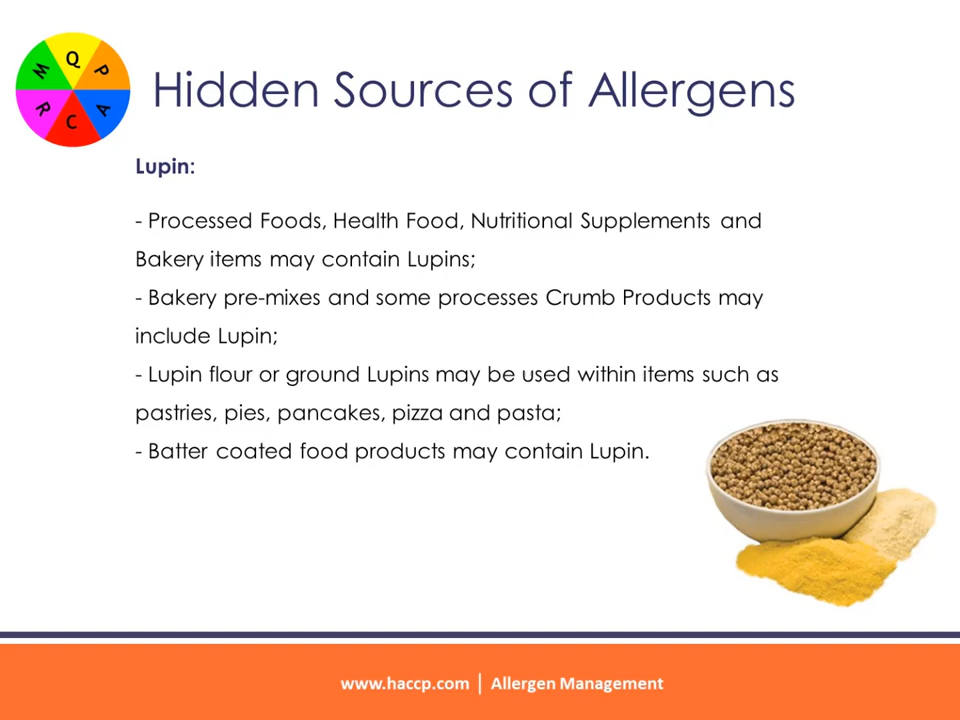 M Q P R C A
Hidden Sources of Allergens
Lupin:
- Processed Foods, Health Food, Nutritional Supplements and
Bakery items may contain Lupins;
- Bakery pre-mixes and some processes Crumb Products may
include Lupin;
- Lupin flour or ground Lupins may be used within items such as
pastries, pies, pancakes, pizza and pasta;
- Batter coated food products may contain Lupin.
www.haccp.com | Allergen Management